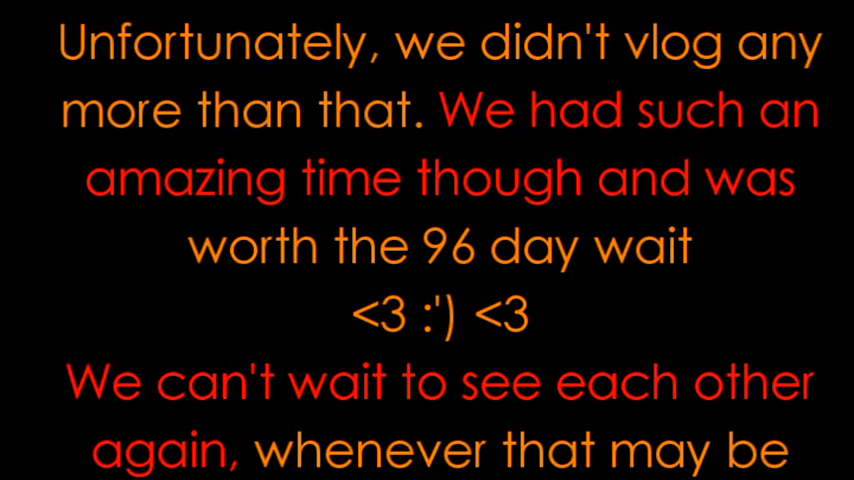 Unfortunately, we didn't vlog any
more than that. We had such an
amazing time though and was
worth the 96 day wait
<3 :') <3
We can't wait to see each other
again, whenever that may be